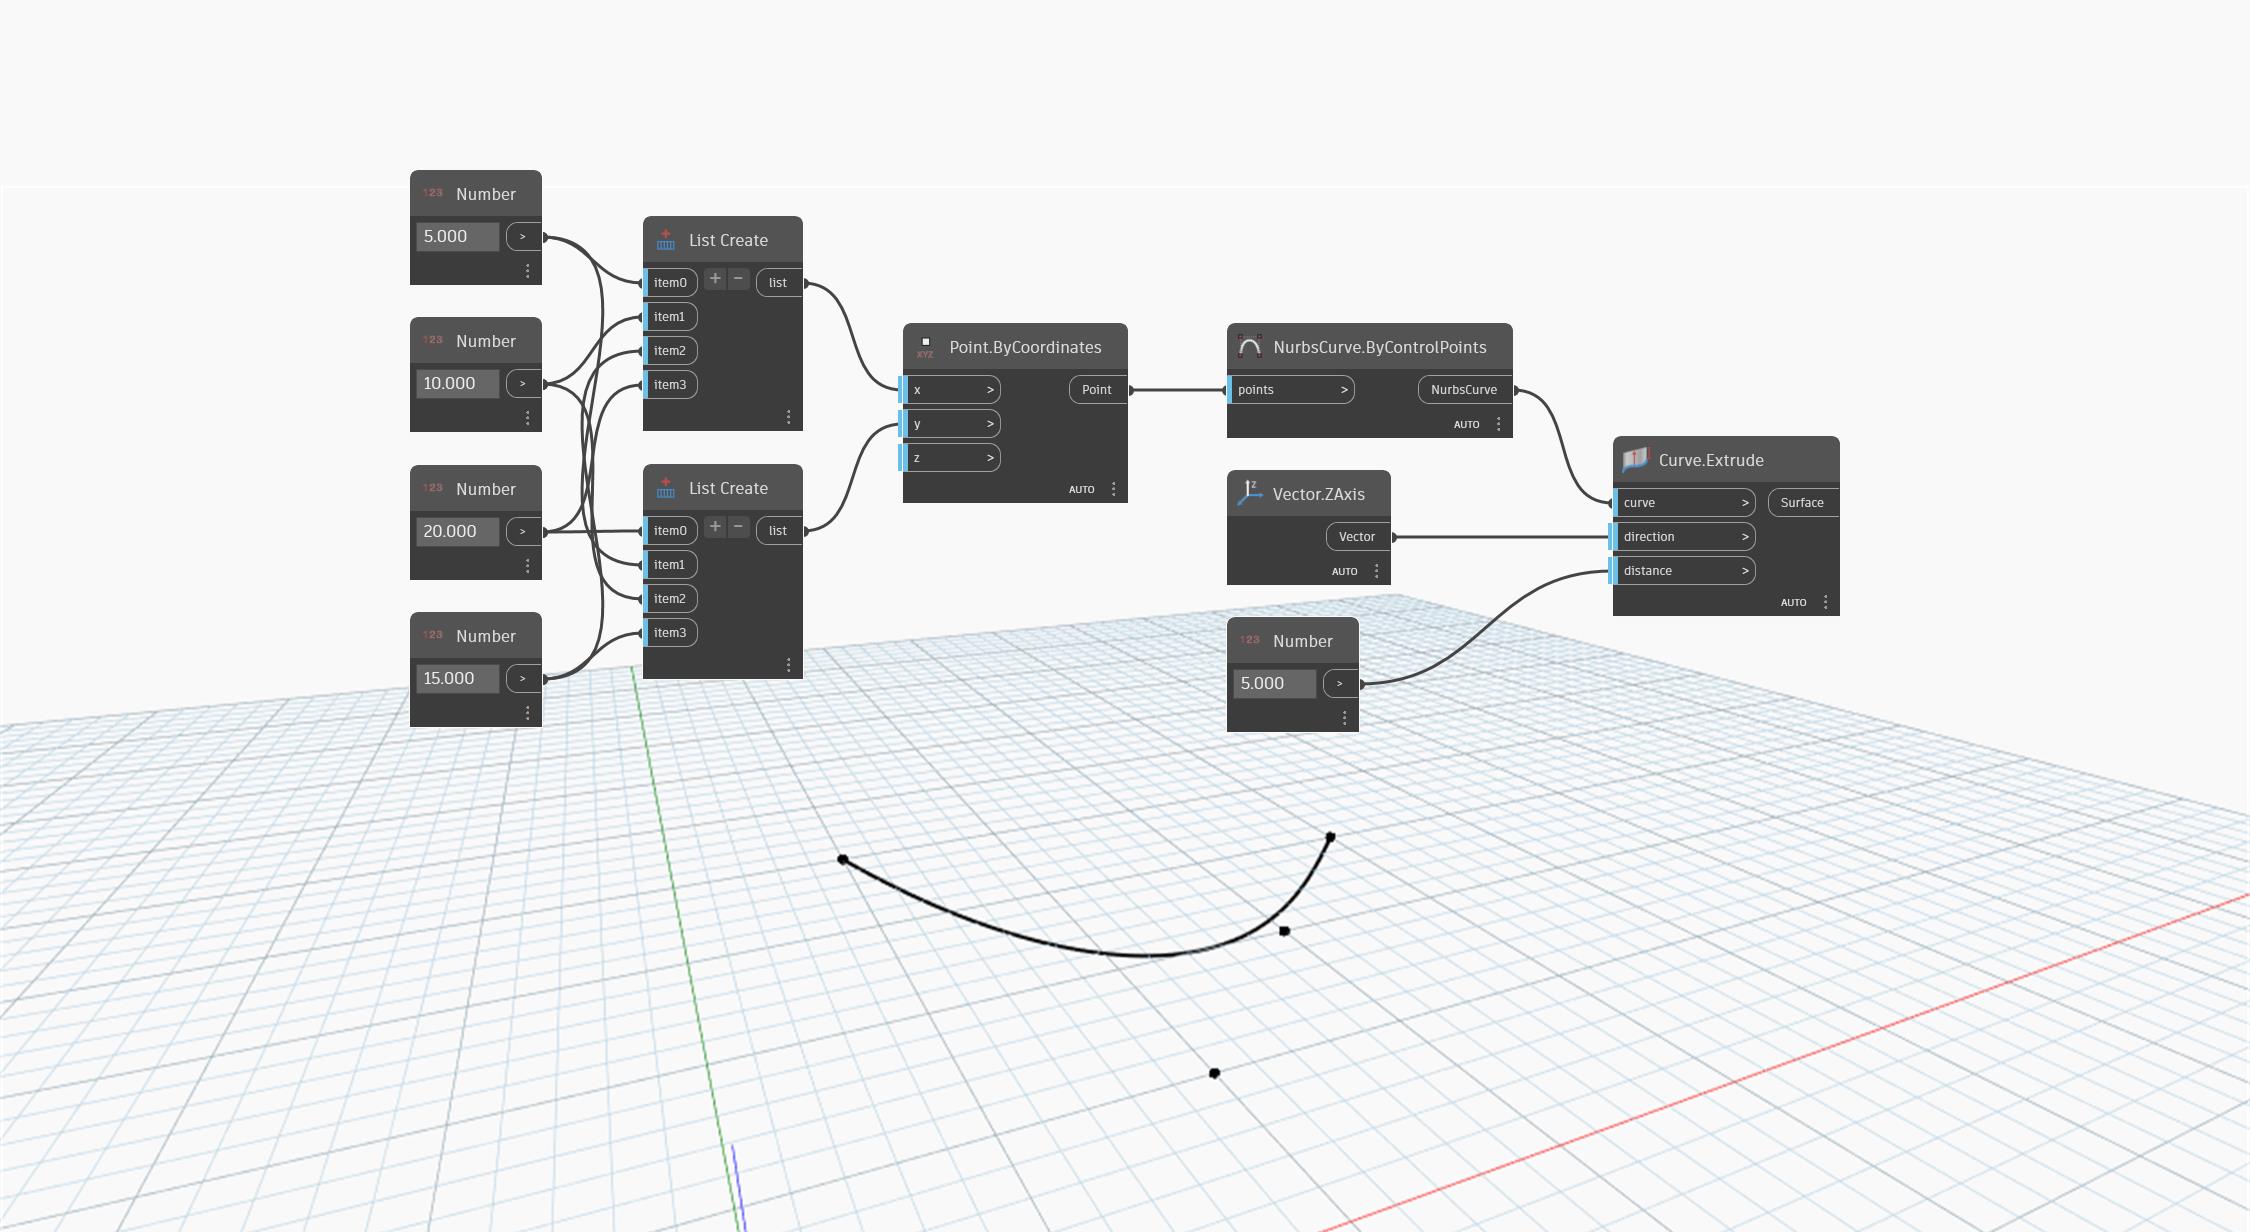 123 Number
5.000 >
123 Number
10.000 >
123 Number
20.000 >
123 Number
15.000 >
List Create
item0 + − list
item1
item2
item3
List Create
item0 + − list
item1
item2
item3
XYZ Point.ByCoordinates
x > Point
y >
z >
AUTO
NurbsCurve.ByControlPoints
points > NurbsCurve
AUTO
Z Vector.ZAxis
Vector
AUTO
123 Number
5.000 >
Curve.Extrude
curve > Surface
direction >
distance >
AUTO